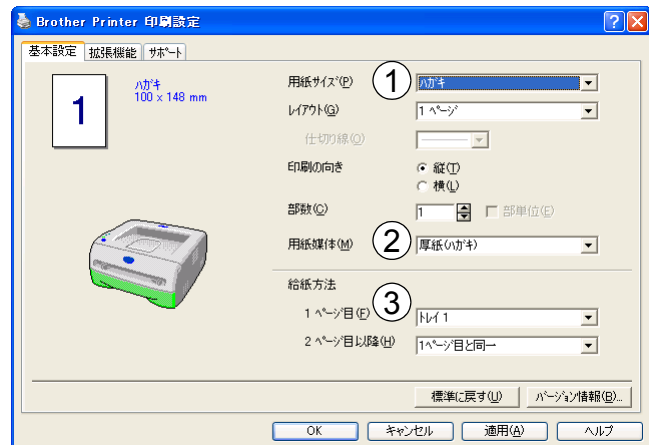 Brother Printer 印刷設定
基本設定 拡張機能 ｻﾎﾟｰﾄ
1
ﾊｶﾞｷ
100 x 148 mm
用紙ｻｲｽﾞ(P) ① ﾊｶﾞｷ
ﾚｲｱｳﾄ(G) 1 ﾍﾟｰｼﾞ
仕切り線(O)
印刷の向き 縦(T)
横(L)
部数(C) 1 部単位(E)
用紙媒体(M) ② 厚紙(ﾊｶﾞｷ)
給紙方法
1 ﾍﾟｰｼﾞ目(F) ③ ﾄﾚｲ 1
2 ﾍﾟｰｼﾞ目以降(H) 1ﾍﾟｰｼﾞ目と同一
標準に戻す(U) ﾊﾞｰｼﾞｮﾝ情報(B)...
OK キャンセル 適用(A) ヘルプ